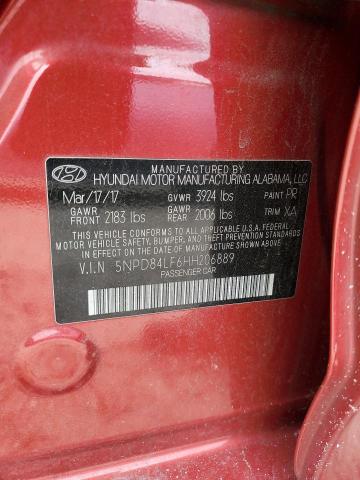 MANUFACTURED BY
HYUNDAI MOTOR MANUFACTURING ALABAMA, LLC
Mar/17/17 GVWR 3924 lbs PAINT PR
GAWR FRONT 2183 lbs GAWR REAR 2006 lbs TRIM XA
THIS VEHICLE CONFORMS TO ALL APPLICABLE U.S.A. FEDERAL
MOTOR VEHICLE SAFETY, BUMPER, AND THEFT PREVENTION
STANDARDS IN EFFECT ON THE DATE OF MANUFACTURE SHOWN ABOVE.
V.I.N 5NPD84LF6HH206889
PASSENGER CAR